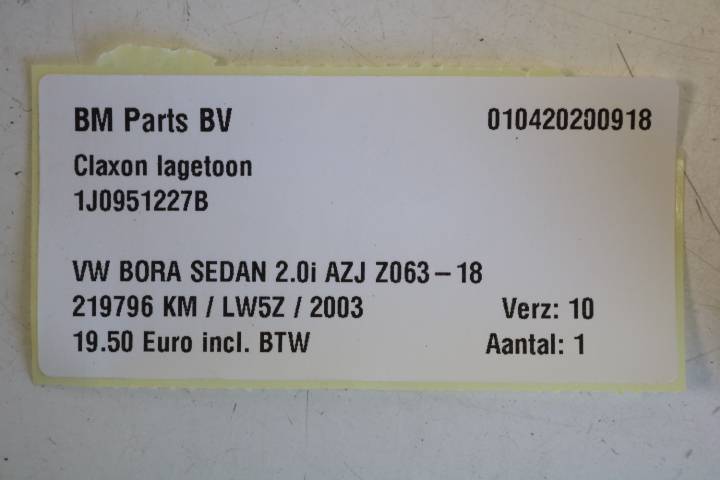 BM Parts BV 010420200918
Claxon lagetoon
1J0951227B
VW BORA SEDAN 2.0i AZJ Z063-18
219796 KM / LW5Z / 2003 Verz: 10
19.50 Euro incl. BTW Aantal: 1